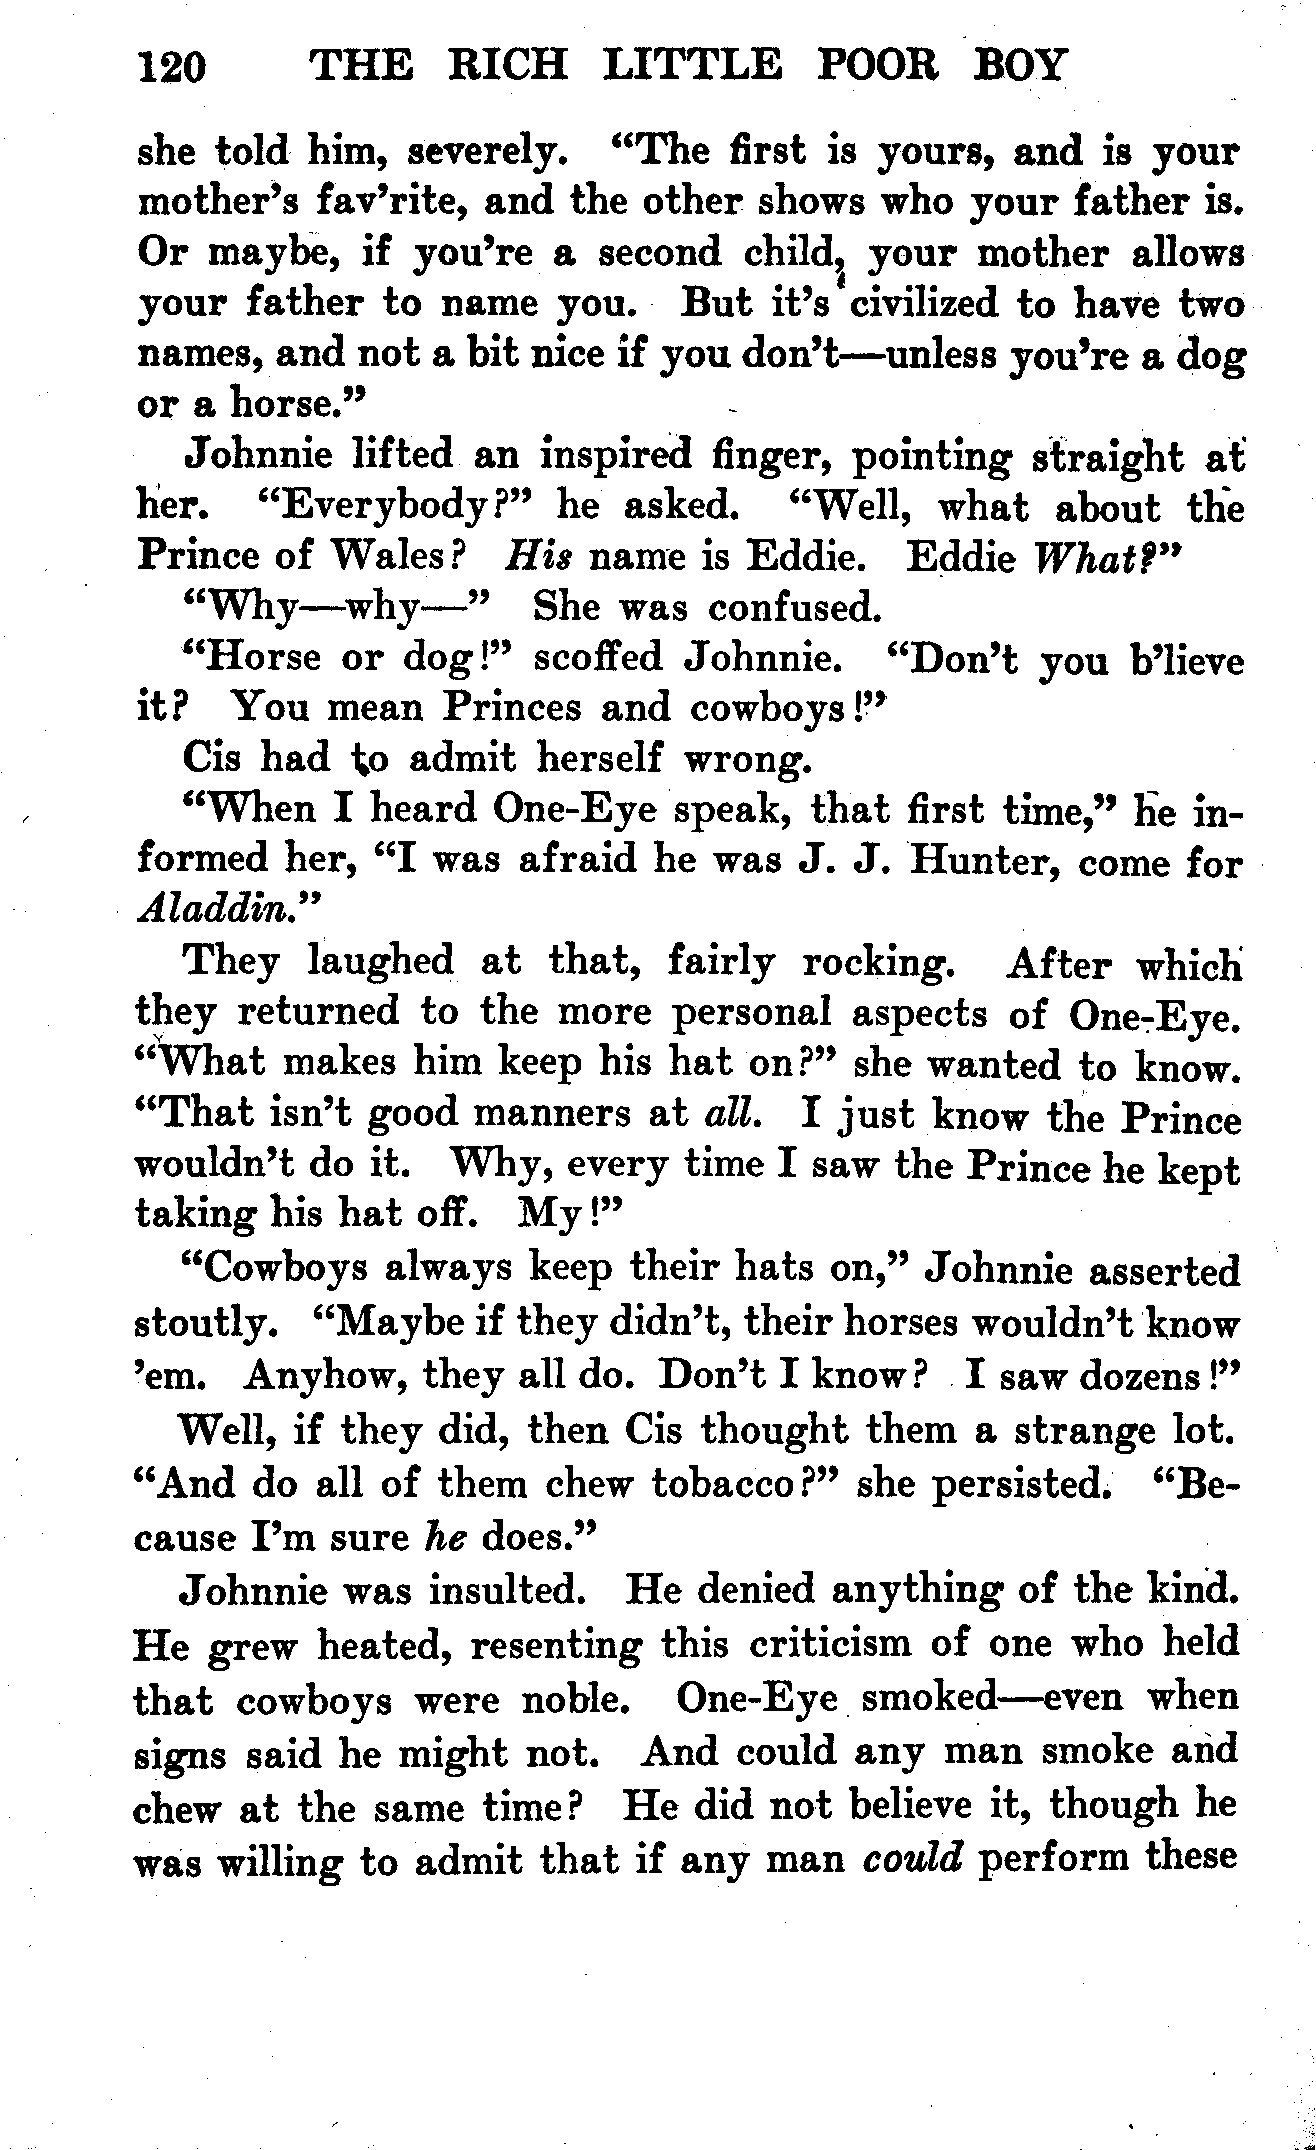 120 THE RICH LITTLE POOR BOY
she told him, severely. “The first is yours, and is your
mother’s fav’rite, and the other shows who your father is.
Or maybe, if you’re a second child, your mother allows
your father to name you. But it’s civilized to have two
names, and not a bit nice if you don’t—unless you’re a dog
or a horse.”
Johnnie lifted an inspired finger, pointing straight at
her. “Everybody?” he asked. “Well, what about the
Prince of Wales? His name is Eddie. Eddie What?”
“Why—why—” She was confused.
“Horse or dog!” scoffed Johnnie. “Don’t you b’lieve
it? You mean Princes and cowboys!”
Cis had to admit herself wrong.
“When I heard One-Eye speak, that first time,” he in-
formed her, “I was afraid he was J. J. Hunter, come for
Aladdin.”
They laughed at that, fairly rocking. After which
they returned to the more personal aspects of One-Eye.
“What makes him keep his hat on?” she wanted to know.
“That isn’t good manners at all. I just know the Prince
wouldn’t do it. Why, every time I saw the Prince he kept
taking his hat off. My!”
“Cowboys always keep their hats on,” Johnnie asserted
stoutly. “Maybe if they didn’t, their horses wouldn’t know
’em. Anyhow, they all do. Don’t I know? I saw dozens!”
Well, if they did, then Cis thought them a strange lot.
“And do all of them chew tobacco?” she persisted. “Be-
cause I’m sure he does.”
Johnnie was insulted. He denied anything of the kind.
He grew heated, resenting this criticism of one who held
that cowboys were noble. One-Eye smoked—even when
signs said he might not. And could any man smoke and
chew at the same time? He did not believe it, though he
was willing to admit that if any man could perform these